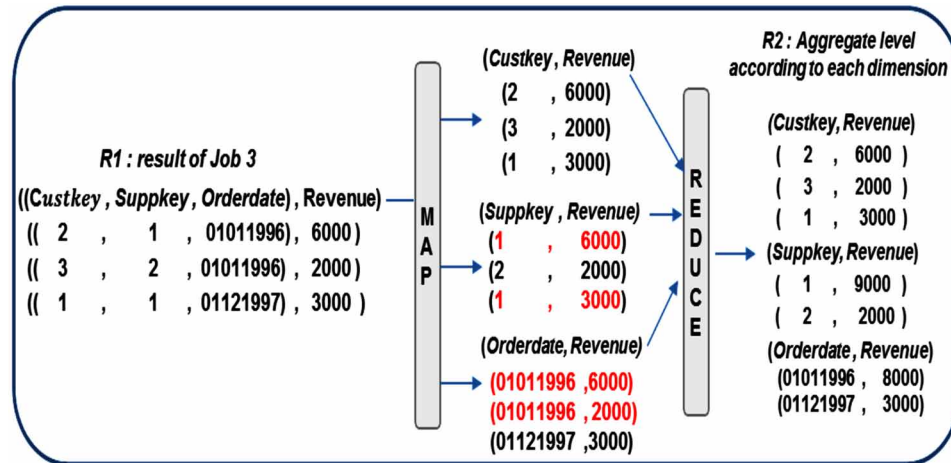 R1 : result of Job 3
((Custkey , Suppkey , Orderdate) , Revenue)
(( 2 , 1 , 01011996) , 6000 )
(( 3 , 2 , 01011996) , 2000 )
(( 1 , 1 , 01121997) , 3000 )
MAP
(Custkey , Revenue)
(2 , 6000)
(3 , 2000)
(1 , 3000)
(Suppkey , Revenue)
(1 , 6000)
(2 , 2000)
(1 , 3000)
(Orderdate, Revenue)
(01011996 ,6000)
(01011996 ,2000)
(01121997 ,3000)
REDUCE
R2 : Aggregate level
according to each dimension
(Custkey, Revenue)
( 2 , 6000 )
( 3 , 2000 )
( 1 , 3000 )
(Suppkey, Revenue)
( 1 , 9000 )
( 2 , 2000 )
(Orderdate , Revenue)
(01011996 , 8000)
(01121997 , 3000)